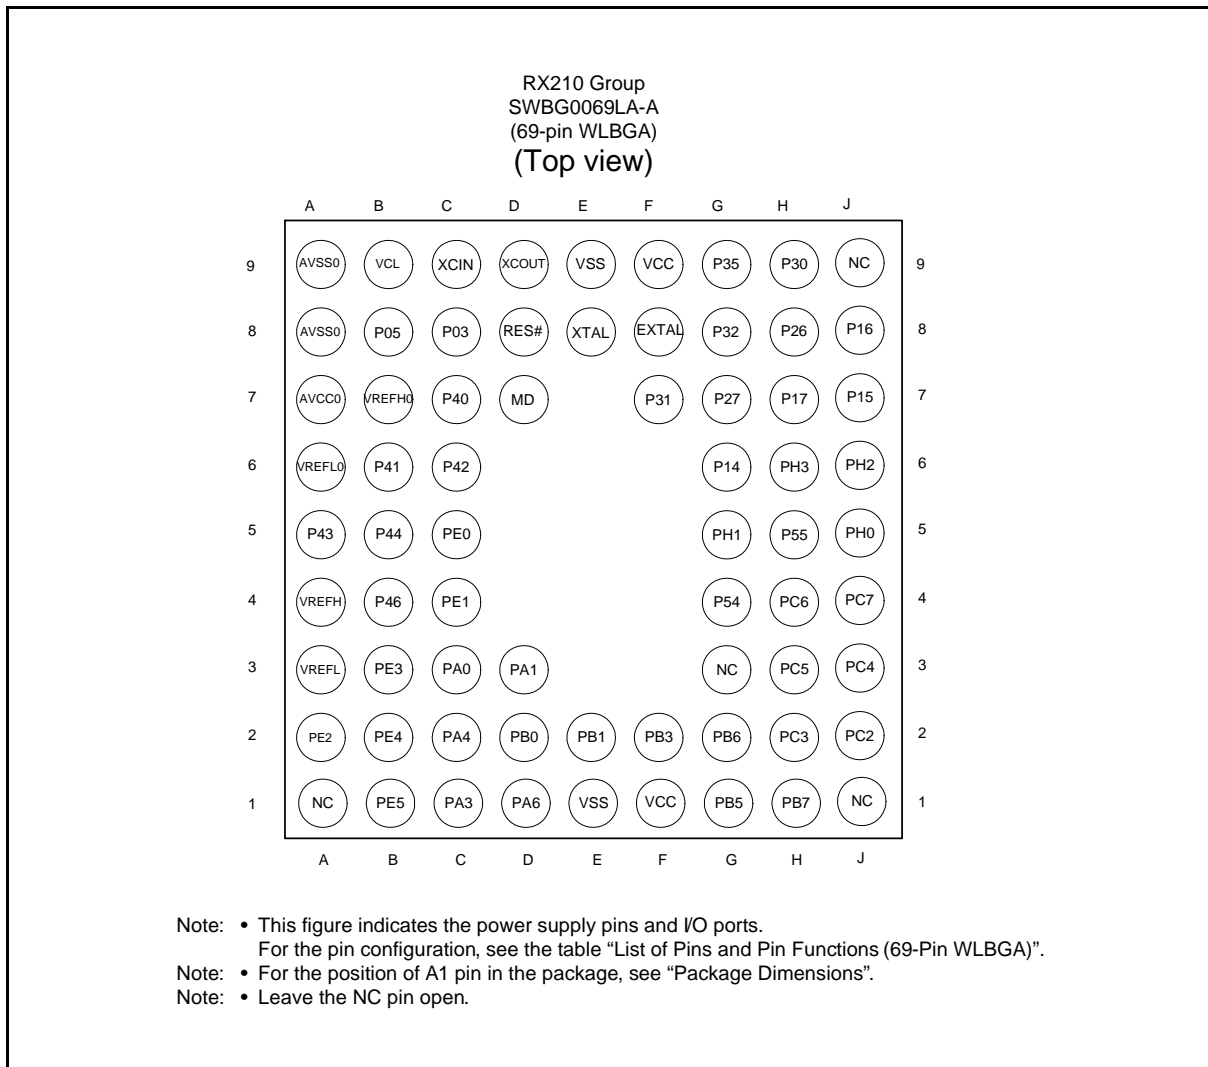 RX210 Group
SWBG0069LA-A
(69-pin WLBGA)
(Top view)
A B C D E F G H J
9 AVSS0 VCL XCIN XCOUT VSS VCC P35 P30 NC 9
8 AVSS0 P05 P03 RES# XTAL EXTAL P32 P26 P16 8
7 AVCC0 VREFH0 P40 MD P31 P27 P17 P15 7
6 VREFL0 P41 P42 P14 PH3 PH2 6
5 P43 P44 PE0 PH1 P55 PH0 5
4 VREFH P46 PE1 P54 PC6 PC7 4
3 VREFL PE3 PA0 PA1 NC PC5 PC4 3
2 PE2 PE4 PA4 PB0 PB1 PB3 PB6 PC3 PC2 2
1 NC PE5 PA3 PA6 VSS VCC PB5 PB7 NC 1
A B C D E F G H J
Note: • This figure indicates the power supply pins and I/O ports.
For the pin configuration, see the table “List of Pins and Pin Functions (69-Pin WLBGA)”.
Note: • For the position of A1 pin in the package, see “Package Dimensions”.
Note: • Leave the NC pin open.